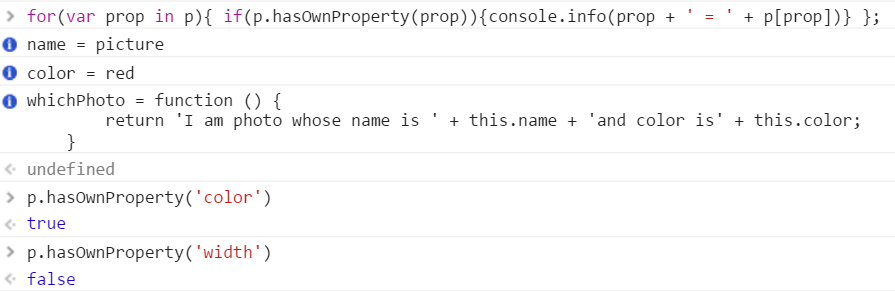 for(var prop in p){ if(p.hasOwnProperty(prop)){console.info(prop + ' = ' + p[prop])} };
name = picture
color = red
whichPhoto = function () {
return 'I am photo whose name is ' + this.name + 'and color is' + this.color;
}
undefined
p.hasOwnProperty('color')
true
p.hasOwnProperty('width')
false